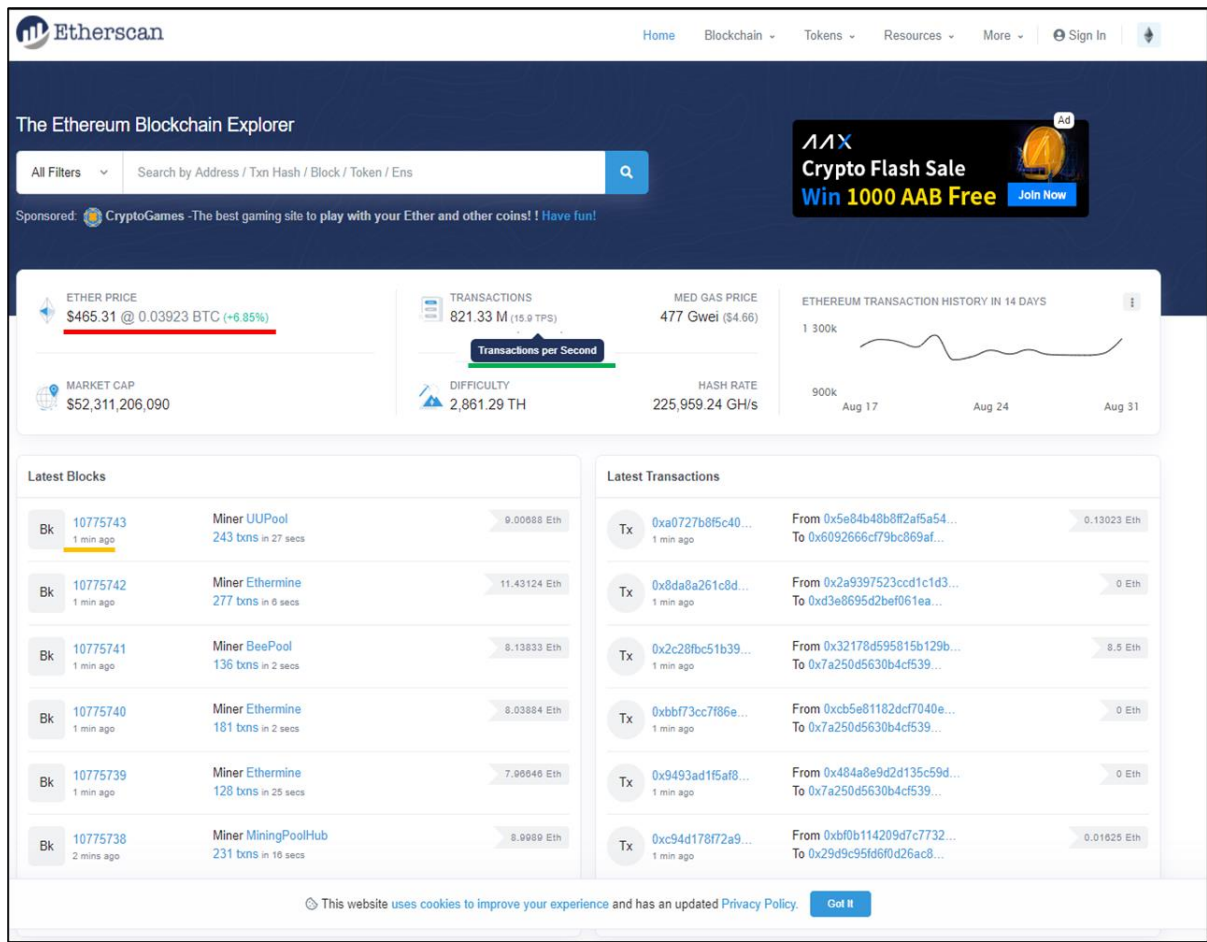 Etherscan
Home Blockchain Tokens Resources More Sign In
The Ethereum Blockchain Explorer
All Filters Search by Address / Txn Hash / Block / Token / Ens
Sponsored: CryptoGames -The best gaming site to play with your Ether and other coins! ! Have fun!
Ad
AAX
Crypto Flash Sale
Win 1000 AAB Free Join Now
ETHER PRICE
$465.31 @ 0.03923 BTC (+6.85%)
TRANSACTIONS
821.33 M (15.9 TPS)
Transactions per Second
MED GAS PRICE
477 Gwei ($4.66)
MARKET CAP
$52,311,206,090
DIFFICULTY
2,861.29 TH
HASH RATE
225,959.24 GH/s
ETHEREUM TRANSACTION HISTORY IN 14 DAYS
1 300k
900k
Aug 17 Aug 24 Aug 31
Latest Blocks
Bk 10775743 Miner UUPool 9.00688 Eth
1 min ago 243 txns in 27 secs
Bk 10775742 Miner Ethermine 11.43124 Eth
1 min ago 277 txns in 6 secs
Bk 10775741 Miner BeePool 8.13833 Eth
1 min ago 136 txns in 2 secs
Bk 10775740 Miner Ethermine 8.03884 Eth
1 min ago 181 txns in 2 secs
Bk 10775739 Miner Ethermine 7.96646 Eth
1 min ago 128 txns in 25 secs
Bk 10775738 Miner MiningPoolHub 8.9989 Eth
2 mins ago 231 txns in 16 secs
Latest Transactions
Tx 0xa0727b8f5c40... From 0x5e84b48b8ff2af5a54... 0.13023 Eth
1 min ago To 0x6092666cf79bc869af...
Tx 0x8da8a261c8d... From 0x2a9397523ccd1c1d3... 0 Eth
1 min ago To 0xd3e8695d2bef061ea...
Tx 0x2c28fbc51b39... From 0x32178d595815b129b... 8.5 Eth
1 min ago To 0x7a250d5630b4cf539...
Tx 0xbbf73cc7f86e... From 0xcb5e81182dcf7040e... 0 Eth
1 min ago To 0x7a250d5630b4cf539...
Tx 0x9493ad1f5af8... From 0x484a8e9d2d135c59d... 0 Eth
1 min ago To 0x7a250d5630b4cf539...
Tx 0xc94d178f72a9... From 0xbf0b114209d7c7732... 0.01625 Eth
1 min ago To 0x29d9c95fd6f0d26ac8...
This website uses cookies to improve your experience and has an updated Privacy Policy. Got It